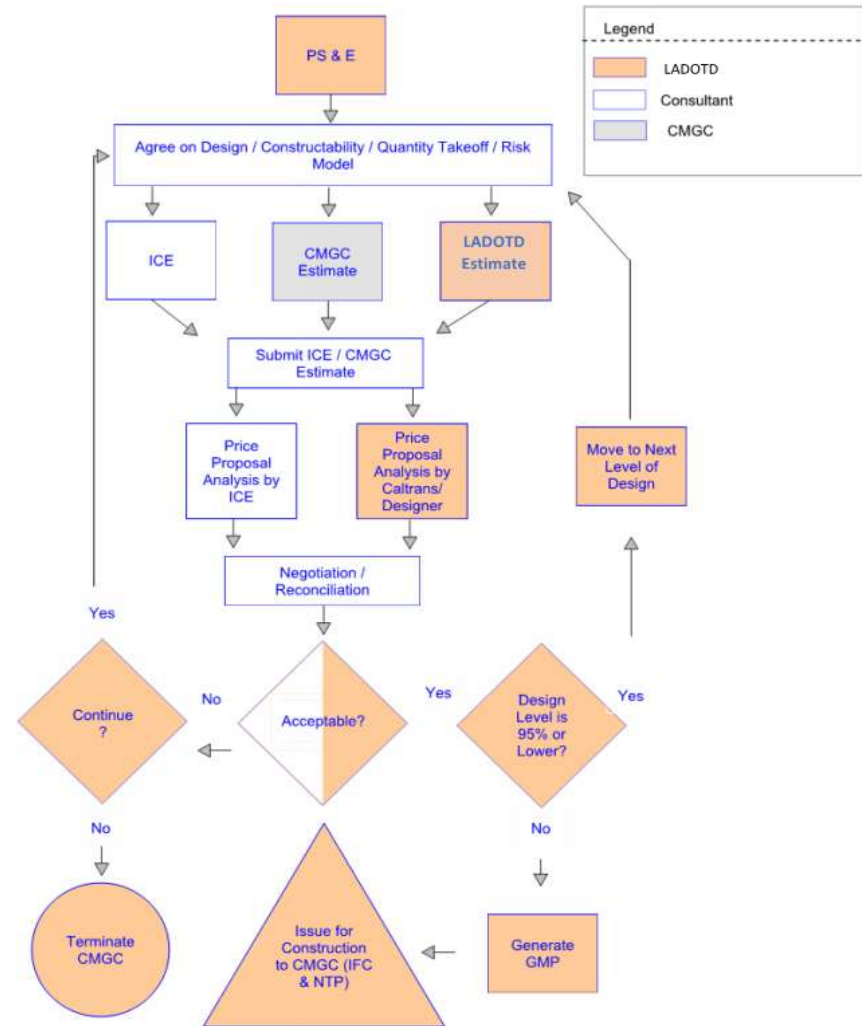 Legend
LADOTD
Consultant
CMGC
PS & E
Agree on Design / Constructability / Quantity Takeoff / Risk
Model
ICE
CMGC
Estimate
LADOTD
Estimate
Submit ICE / CMGC
Estimate
Price
Proposal
Analysis by
ICE
Price
Proposal
Analysis by
Caltrans/
Designer
Move to Next
Level of
Design
Negotiation /
Reconciliation
Yes
Continue
?
No
Acceptable?
Yes
Design
Level is
95% or
Lower?
Yes
No
No
Terminate
CMGC
Issue for
Construction
to CMGC (IFC
& NTP)
Generate
GMP